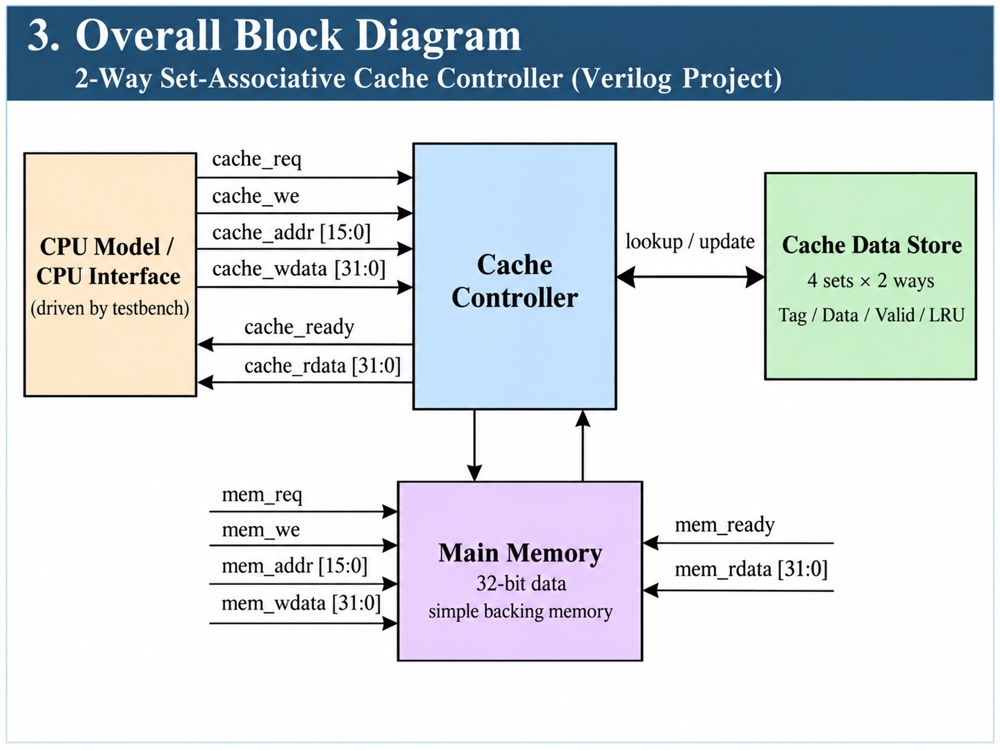 3. Overall Block Diagram
2-Way Set-Associative Cache Controller (Verilog Project)
cache_req
cache_we
cache_addr [15:0]
cache_wdata [31:0]
cache_ready
cache_rdata [31:0]
CPU Model /
CPU Interface
(driven by testbench)
Cache
Controller
lookup / update
Cache Data Store
4 sets × 2 ways
Tag / Data / Valid / LRU
mem_req
mem_we
mem_addr [15:0]
mem_wdata [31:0]
Main Memory
32-bit data
simple backing memory
mem_ready
mem_rdata [31:0]